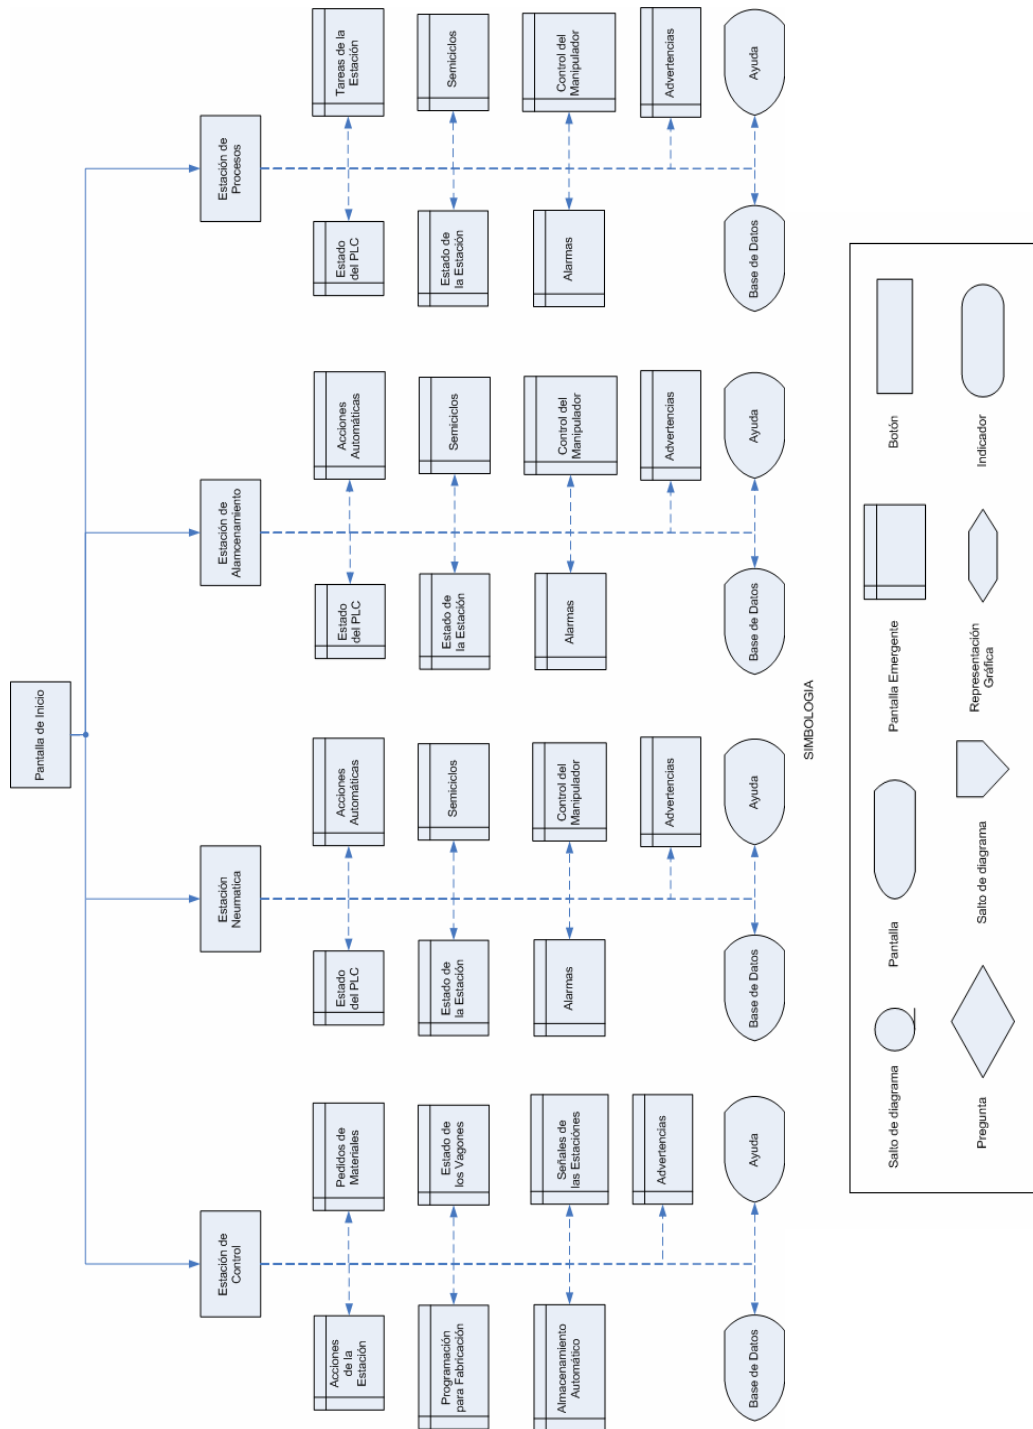 Pantalla de Inicio
Estación de
Control
Estación
Neumatica
Estación de
Alamcenamiento
Estación de
Procesos
Acciones
de la
Estación
Pedidos de
Materiales
Estado
del PLC
Acciones
Automáticas
Estado
del PLC
Acciones
Automáticas
Estado
del PLC
Tareas de la
Estación
Programación
para Fabricación
Estado de
los Vagones
Estado de
la Estación
Semiciclos
Estado de
la Estación
Semiciclos
Estado de
la Estación
Semiciclos
Almacenamiento
Automático
Señales de
las Estaciónes
Alarmas
Control del
Manipulador
Alarmas
Control del
Manipulador
Alarmas
Control del
Manipulador
Advertencias
Advertencias
Advertencias
Advertencias
Base de Datos
Ayuda
Base de Datos
Ayuda
Base de Datos
Ayuda
Base de Datos
Ayuda
SIMBOLOGIA
Salto de diagrama
Pantalla
Pantalla Emergente
Botón
Pregunta
Salto de diagrama
Representación
Gráfica
Indicador